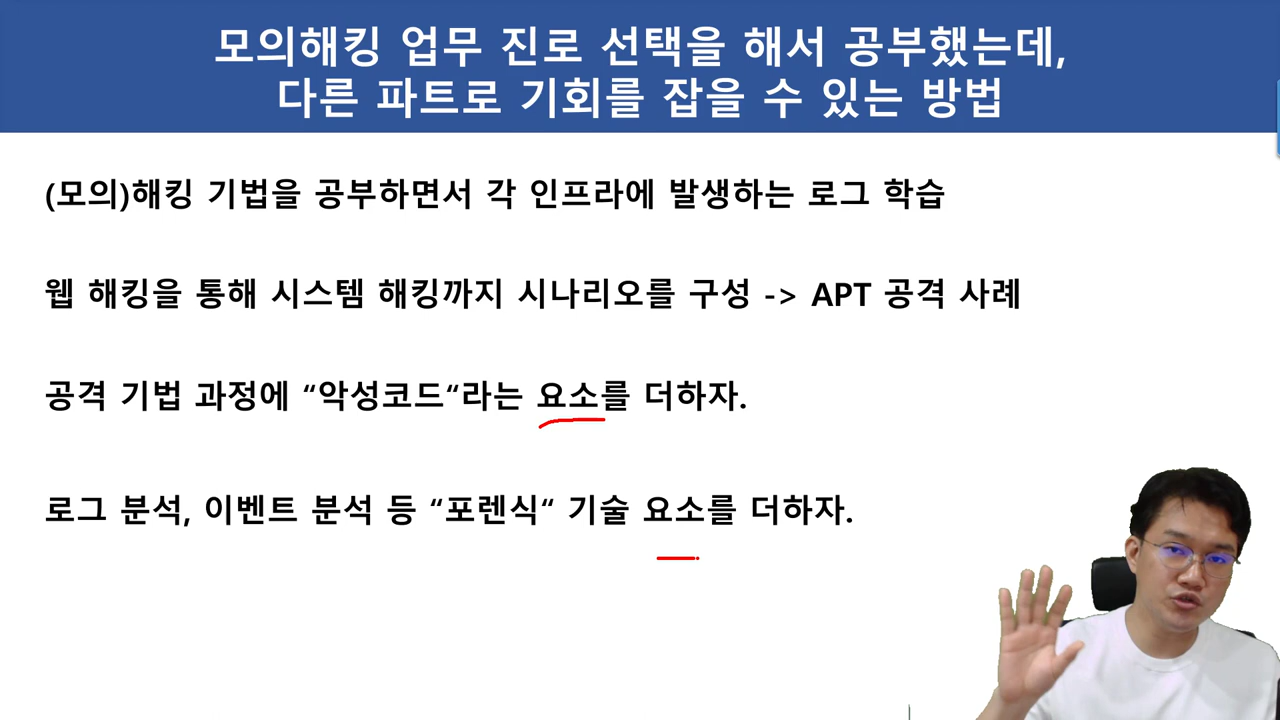 모의해킹 업무 진로 선택을 해서 공부했는데,
다른 파트로 기회를 잡을 수 있는 방법
(모의)해킹 기법을 공부하면서 각 인프라에 발생하는 로그 학습
웹 해킹을 통해 시스템 해킹까지 시나리오를 구성 -> APT 공격 사례
공격 기법 과정에 “악성코드“라는 요소를 더하자.
로그 분석, 이벤트 분석 등 “포렌식“ 기술 요소를 더하자.